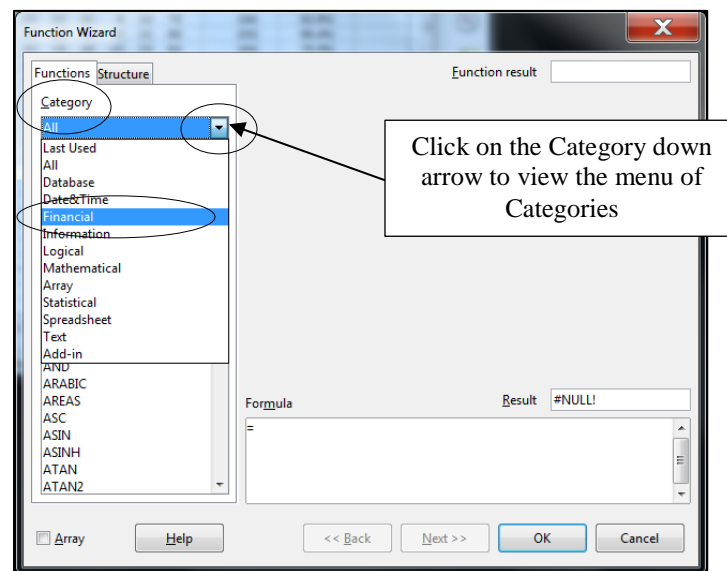 Function Wizard
X
Functions Structure
Function result
Category
All
Last Used
All
Database
Date&Time
Financial
Information
Logical
Mathematical
Array
Statistical
Spreadsheet
Text
Add-in
AND
ARABIC
AREAS
ASC
ASIN
ASINH
ATAN
ATAN2
Click on the Category down
arrow to view the menu of
Categories
Formula
Result #NULL!
=
Array
Help
<< Back
Next >>
OK
Cancel